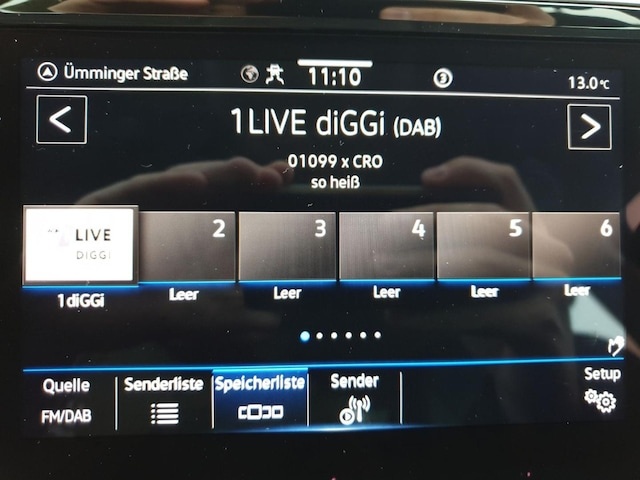 Ümminger Straße
11:10
3
13.0°C
<
1LIVE diGGi (DAB)
>
01099 x CRO
so heiß
LIVE
DIGGI
2
3
4
5
6
1diGGi
Leer
Leer
Leer
Leer
Leer
Quelle
FM/DAB
Senderliste
Speicherliste
Sender
Setup